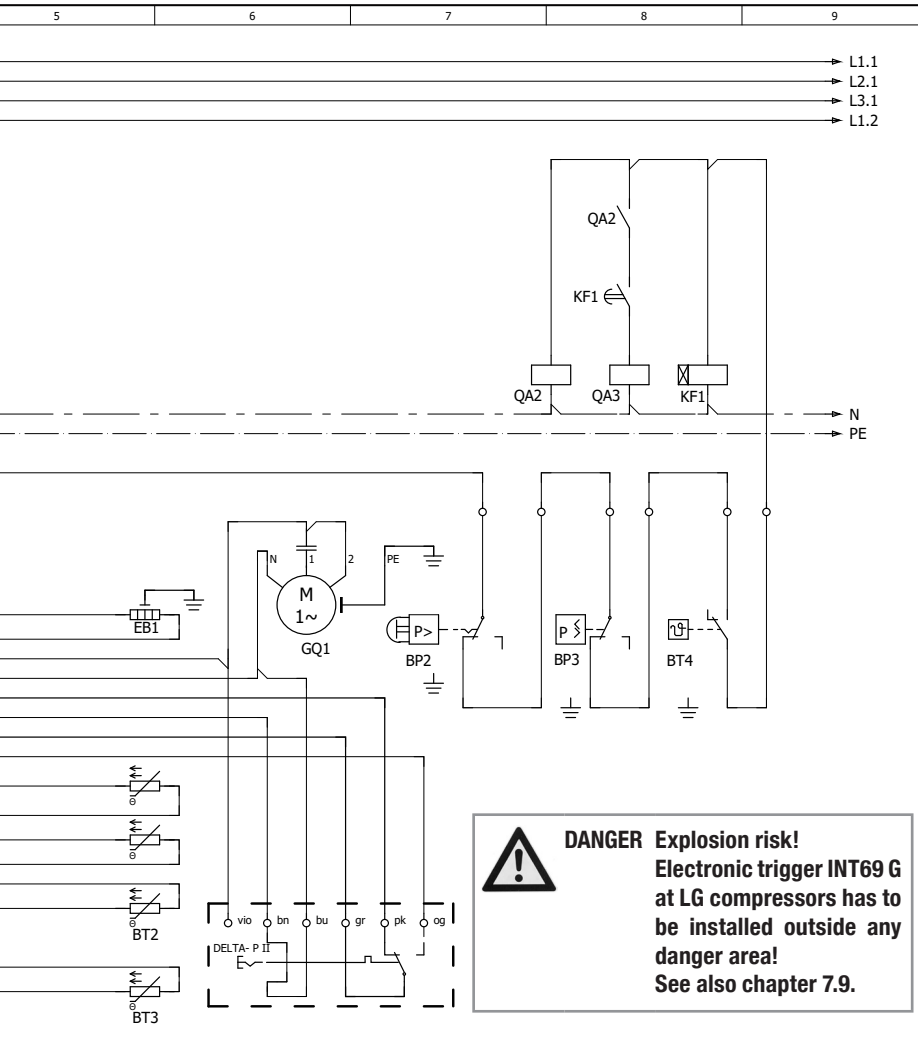 5 6 7 8 9
L1.1
L2.1
L3.1
L1.2
QA2
KF1
QA2 QA3 KF1
N
PE
N 1 2 PE
M
1~
GQ1
EB1
P>
BP2
P
BP3
ϑ
BT4
Θ
Θ
Θ
BT2
Θ
BT3
vio bn bu gr pk og
DELTA- P II
DANGER Explosion risk!
Electronic trigger INT69 G
at LG compressors has to
be installed outside any
danger area!
See also chapter 7.9.